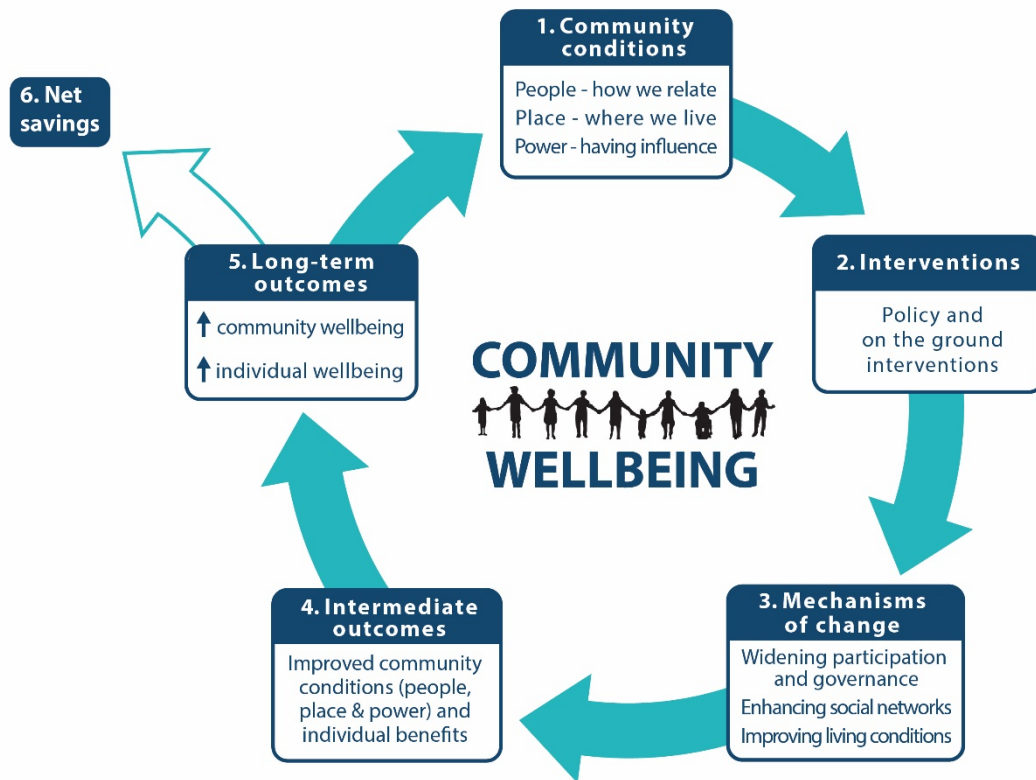 1. Community
conditions
People - how we relate
Place - where we live
Power - having influence
2. Interventions
Policy and
on the ground
interventions
3. Mechanisms
of change
Widening participation
and governance
Enhancing social networks
Improving living conditions
4. Intermediate
outcomes
Improved community
conditions (people,
place & power) and
individual benefits
5. Long-term
outcomes
community wellbeing
individual wellbeing
6. Net
savings
COMMUNITY
WELLBEING